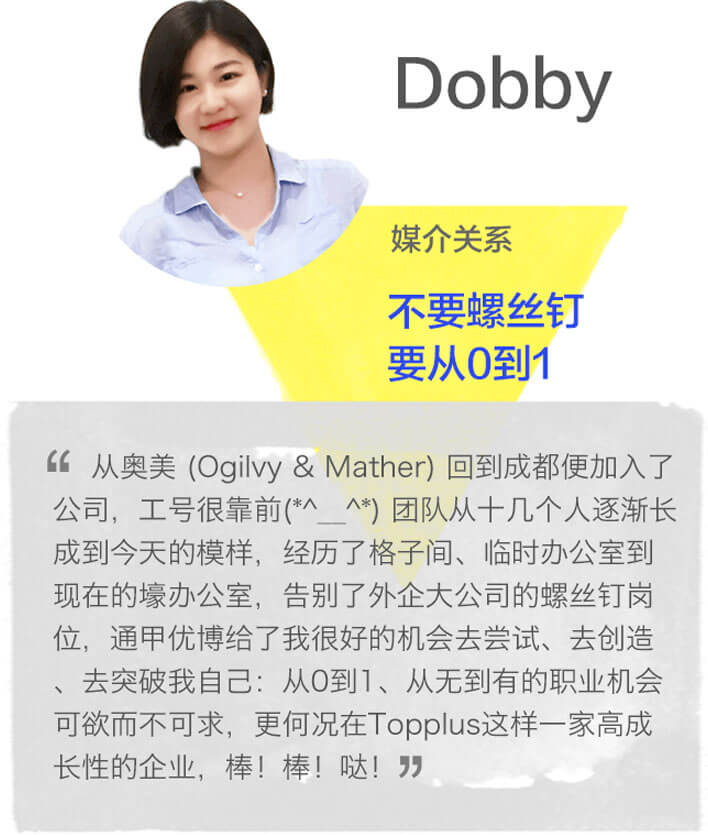 Dobby
媒介关系
不要螺丝钉
要从0到1
“ 从奥美 (Ogilvy & Mather) 回到成都便加入了
公司，工号很靠前(*^__^*) 团队从十几个人逐渐长
成到今天的模样，经历了格子间、临时办公室到
现在的壕办公室，告别了外企大公司的螺丝钉岗
位，通甲优博给了我很好的机会去尝试、去创造
、去突破我自己：从0到1、从无到有的职业机会
可欲而不可求，更何况在Topplus这样一家高成
长性的企业，棒！棒！哒！”